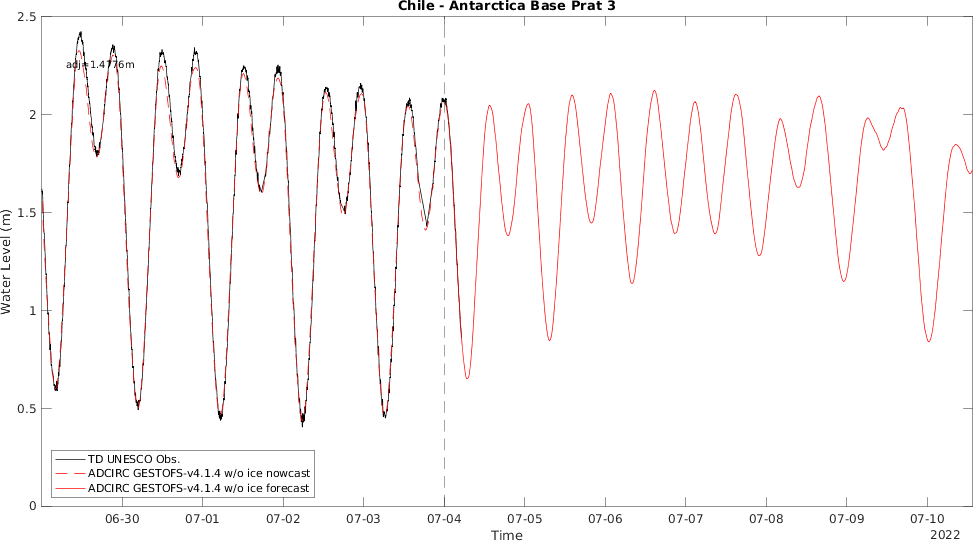 Chile - Antarctica Base Prat 3
2.5
2
1.5
1
0.5
0
Water Level (m)
adj=1.4776m
TD UNESCO Obs.
ADCIRC GESTOFS-v4.1.4 w/o ice nowcast
ADCIRC GESTOFS-v4.1.4 w/o ice forecast
06-30 07-01 07-02 07-03 07-04 07-05 07-06 07-07 07-08 07-09 07-10
Time
2022